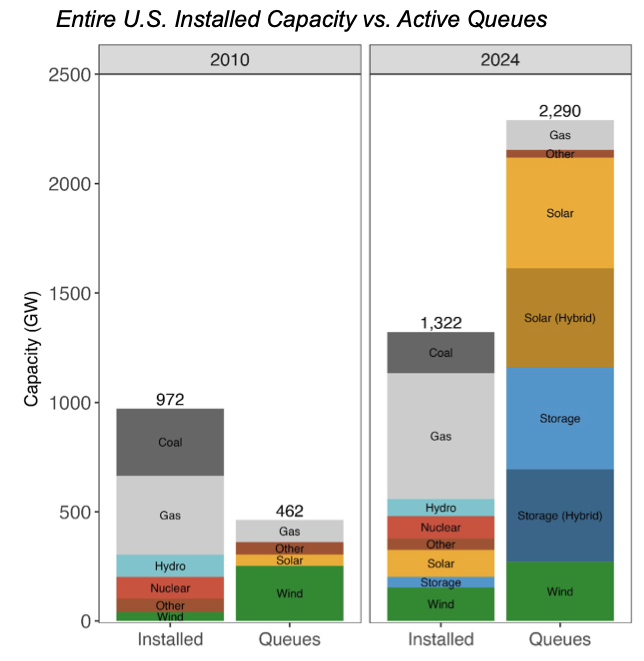 Entire U.S. Installed Capacity vs. Active Queues
2010
2024
Capacity (GW)
2500
2000
1500
1000
500
0
972
Coal
Gas
Hydro
Nuclear
Other
Wind
Installed
462
Gas
Other
Solar
Wind
Queues
1,322
Coal
Gas
Hydro
Nuclear
Other
Solar
Storage
Wind
Installed
2,290
Gas
Other
Solar
Solar (Hybrid)
Storage
Storage (Hybrid)
Wind
Queues